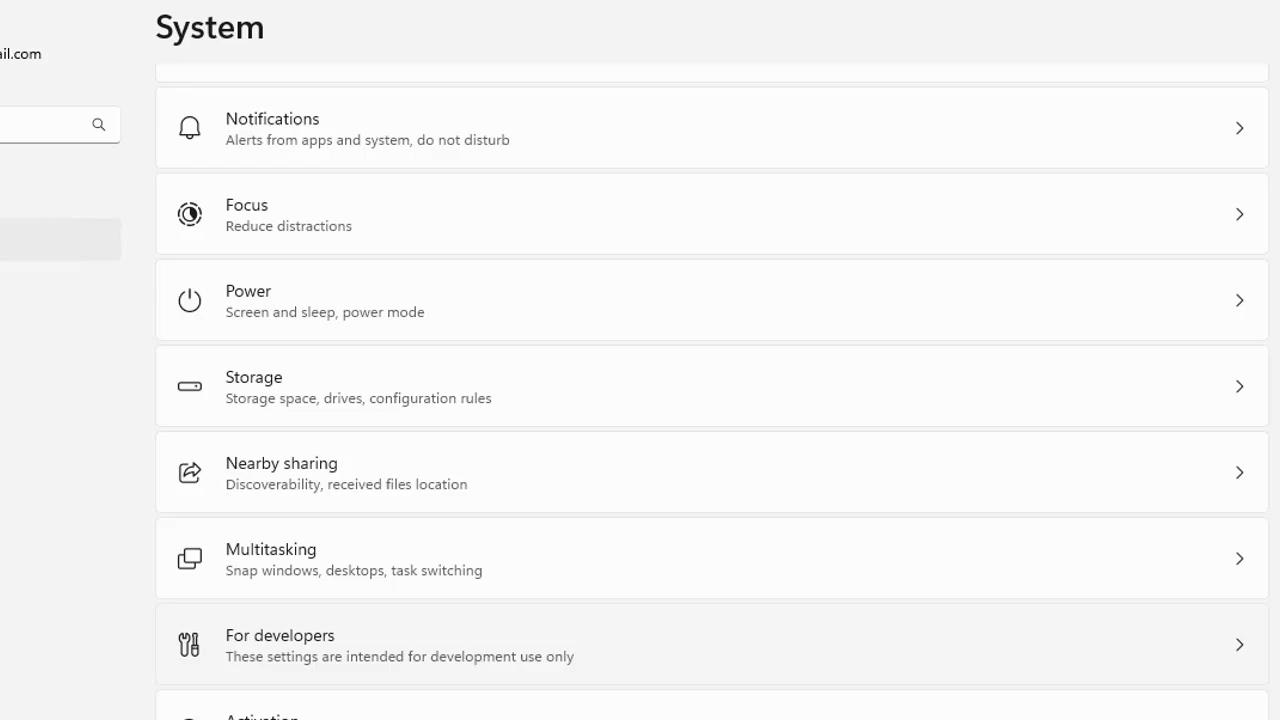 System
ail.com
Notifications
Alerts from apps and system, do not disturb
Focus
Reduce distractions
Power
Screen and sleep, power mode
Storage
Storage space, drives, configuration rules
Nearby sharing
Discoverability, received files location
Multitasking
Snap windows, desktops, task switching
For developers
These settings are intended for development use only
Activation